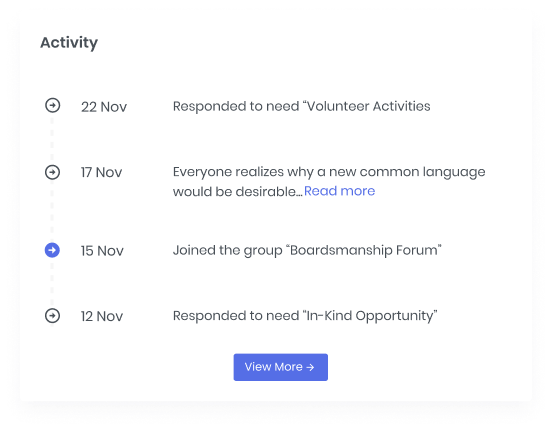 Activity
22 Nov
Responded to need “Volunteer Activities
17 Nov
Everyone realizes why a new common language
would be desirable... Read more
15 Nov
Joined the group “Boardsmanship Forum”
12 Nov
Responded to need “In-Kind Opportunity”
View More →